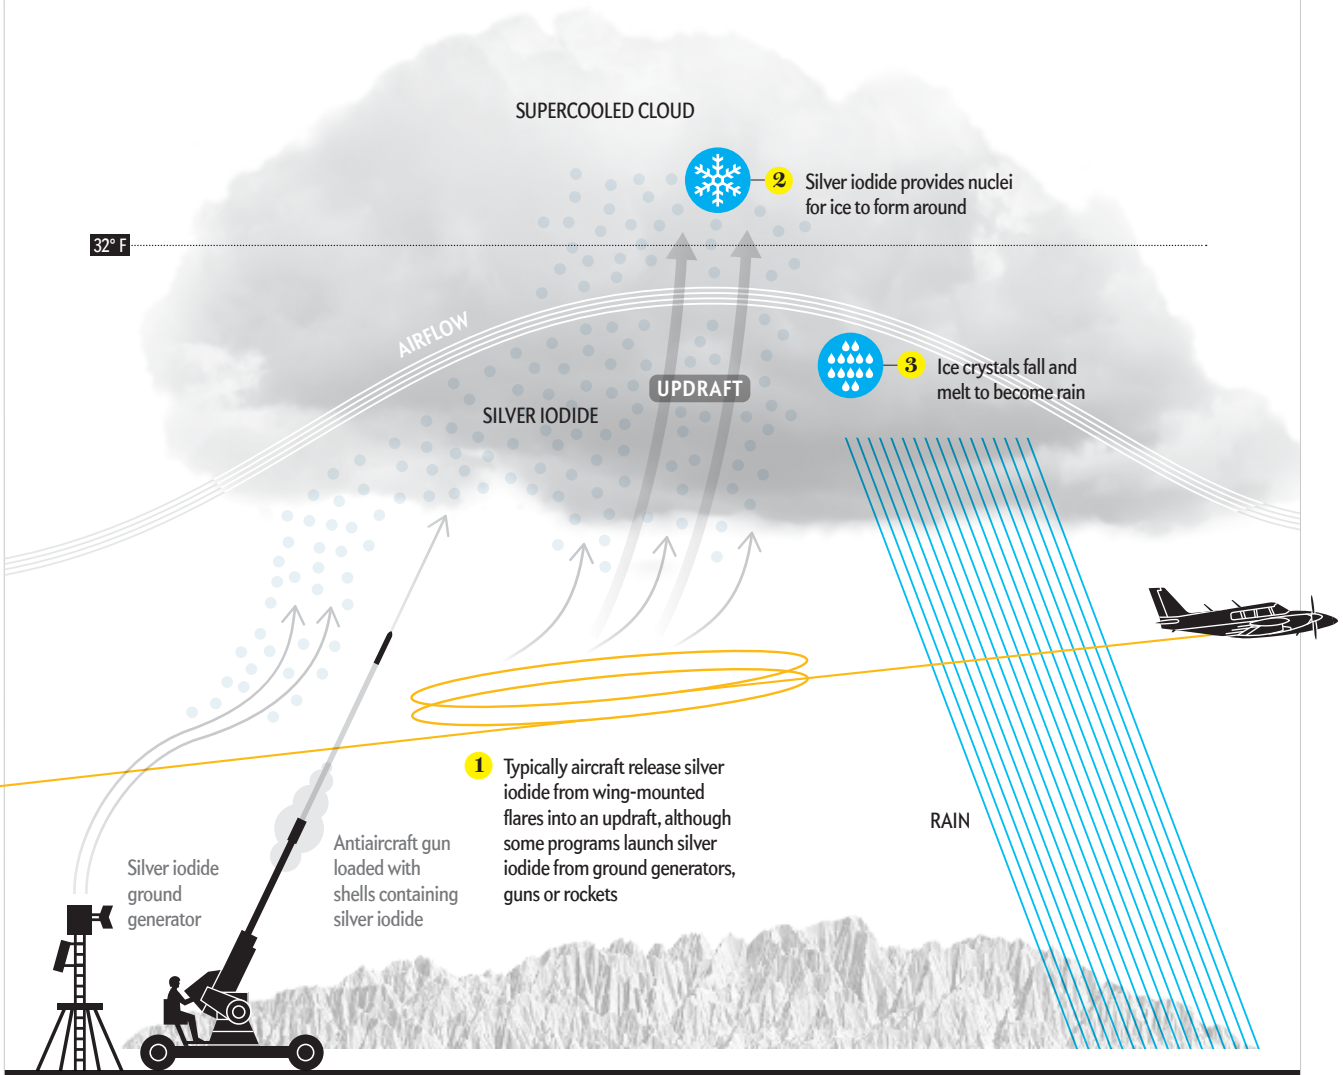 SUPERCOOLED CLOUD
2 Silver iodide provides nuclei
for ice to form around
32° F
AIRFLOW
3 Ice crystals fall and
melt to become rain
UPDRAFT
SILVER IODIDE
1 Typically aircraft release silver
iodide from wing-mounted
flares into an updraft, although
some programs launch silver
iodide from ground generators,
guns or rockets
RAIN
Antiaircraft gun
loaded with
shells containing
silver iodide
Silver iodide
ground
generator